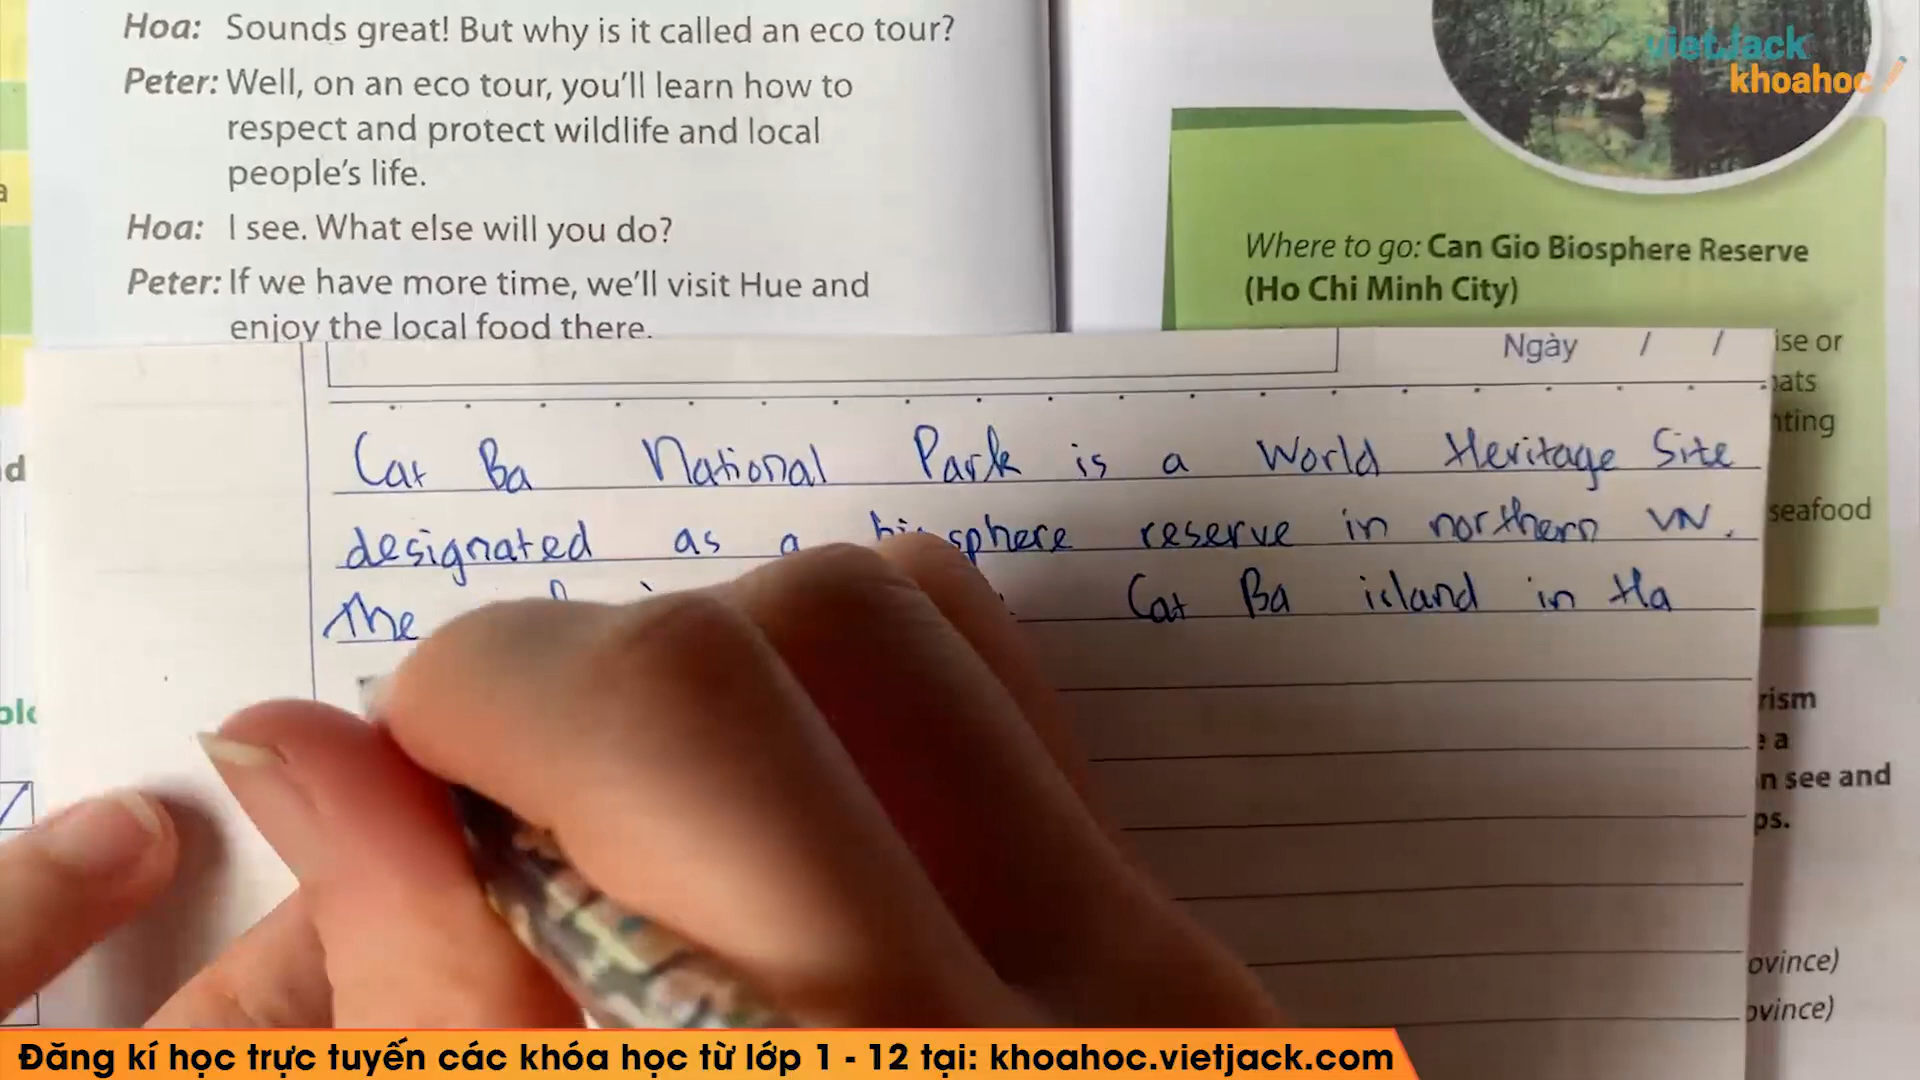 Hoa: Sounds great! But why is it called an eco tour?
Peter: Well, on an eco tour, you'll learn how to
respect and protect wildlife and local
people's life.
Hoa: I see. What else will you do?
Peter: If we have more time, we'll visit Hue and
enjoy the local food there.
vietJack
khoahoc
Where to go: Can Gio Biosphere Reserve
(Ho Chi Minh City)
ise or
oats
nting
seafood
rism
e a
n see and
ps.
ovince)
ovince)
Ngày / /
Cat Ba National Park is a World Heritage Site
designated as a biosphere reserve in northern VN.
The Cat Ba island in Ha
Đăng kí học trực tuyến các khóa học từ lớp 1 - 12 tại: khoahoc.vietjack.com